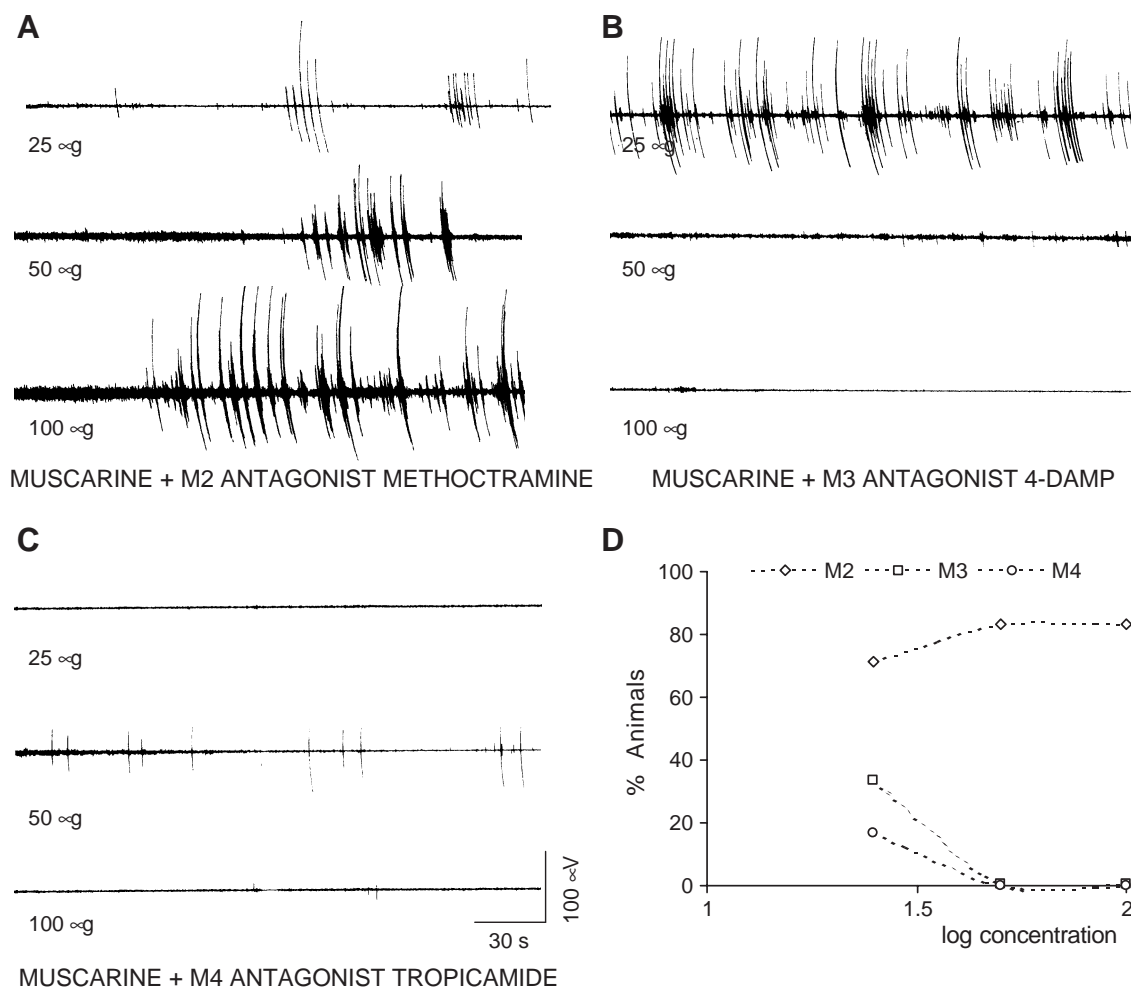 A
25 ∝g
50 ∝g
100 ∝g
MUSCARINE + M2 ANTAGONIST METHOCTRAMINE
B
25 ∝g
50 ∝g
100 ∝g
MUSCARINE + M3 ANTAGONIST 4-DAMP
C
25 ∝g
50 ∝g
100 ∝g
100 ∝V
30 s
MUSCARINE + M4 ANTAGONIST TROPICAMIDE
D
M2 M3 M4
% Animals
100
80
60
40
20
0
1 1.5 2
log concentration